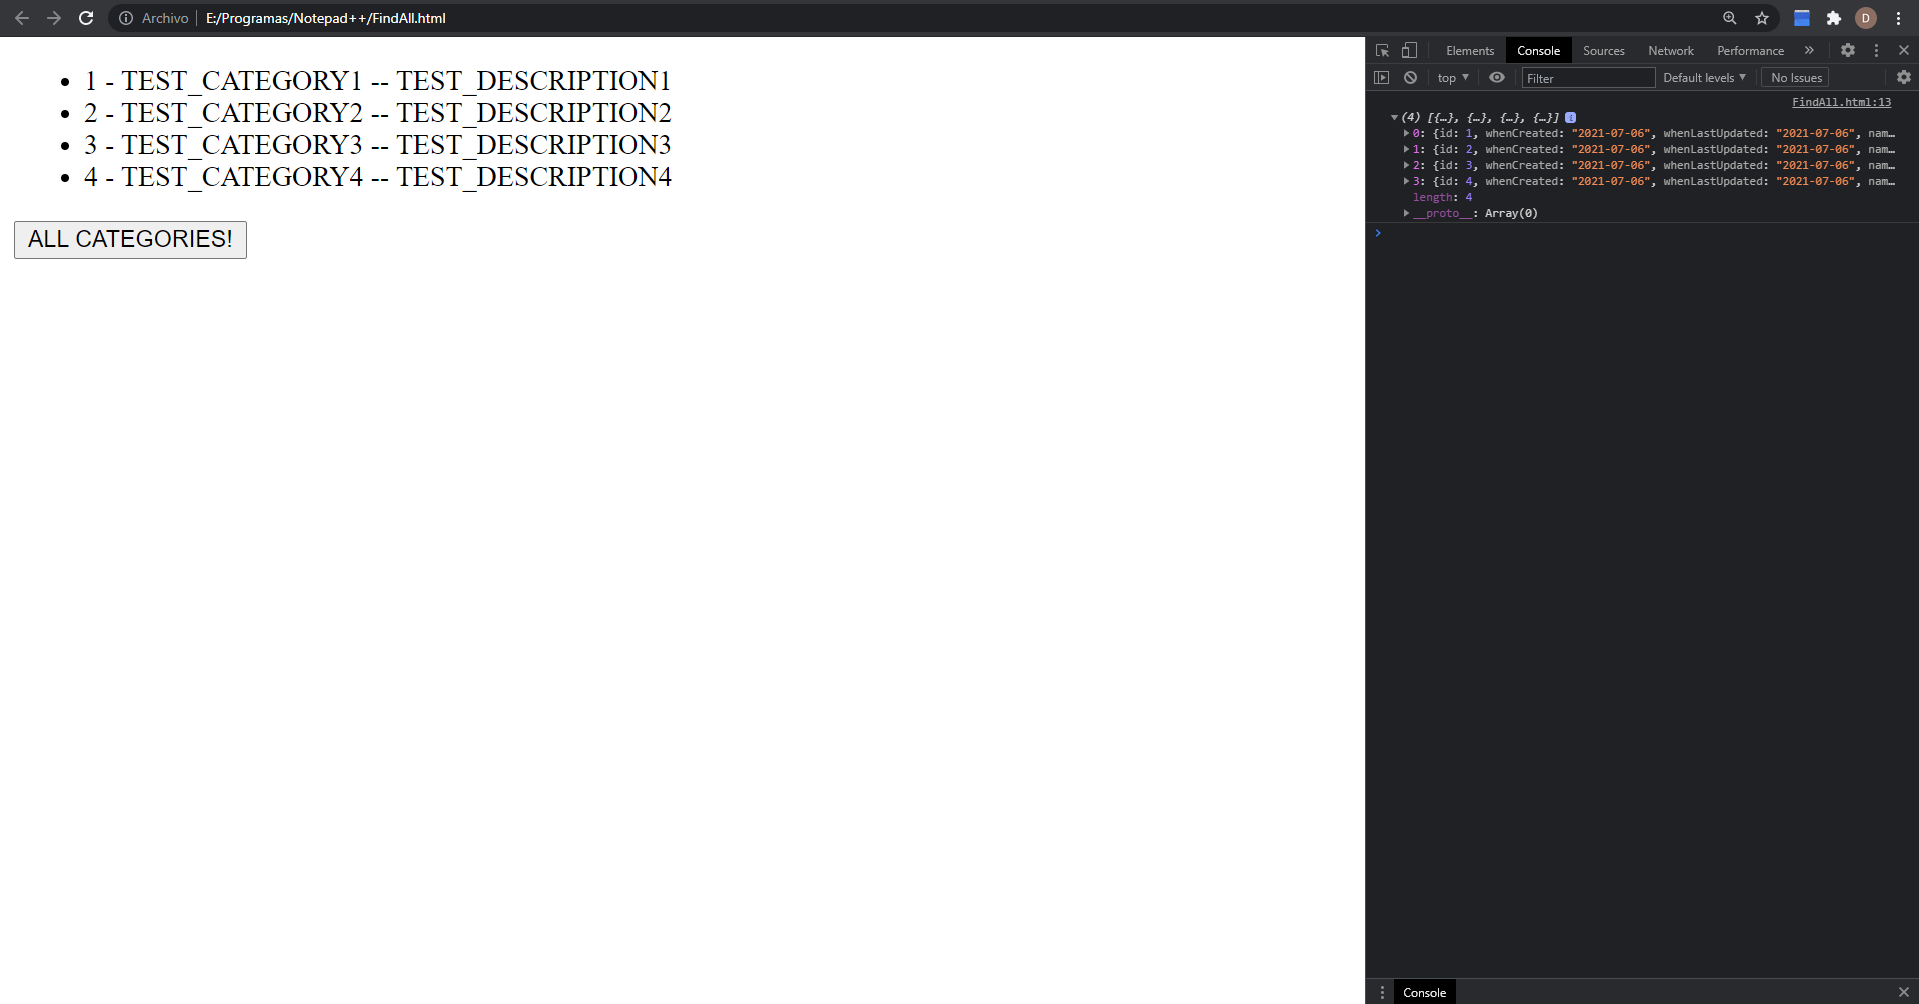 Archivo | E:/Programas/Notepad++/FindAll.html
D
1 - TEST_CATEGORY1 -- TEST_DESCRIPTION1
2 - TEST_CATEGORY2 -- TEST_DESCRIPTION2
3 - TEST_CATEGORY3 -- TEST_DESCRIPTION3
4 - TEST_CATEGORY4 -- TEST_DESCRIPTION4
ALL CATEGORIES!
Elements Console Sources Network Performance »
top Filter Default levels No Issues
FindAll.html:13
(4) [{…}, {…}, {…}, {…}] i
0: {id: 1, whenCreated: "2021-07-06", whenLastUpdated: "2021-07-06", nam…
1: {id: 2, whenCreated: "2021-07-06", whenLastUpdated: "2021-07-06", nam…
2: {id: 3, whenCreated: "2021-07-06", whenLastUpdated: "2021-07-06", nam…
3: {id: 4, whenCreated: "2021-07-06", whenLastUpdated: "2021-07-06", nam…
length: 4
__proto__: Array(0)
Console